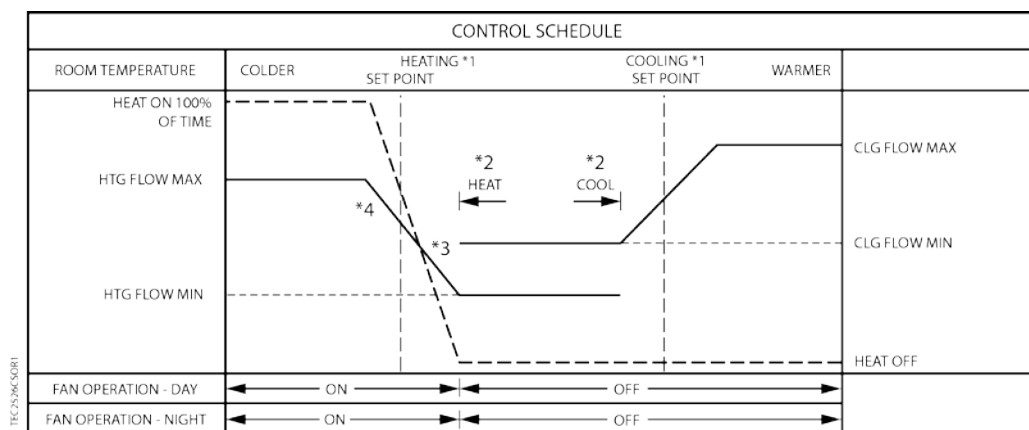 CONTROL SCHEDULE
ROOM TEMPERATURE
COLDER
HEATING *1
SET POINT
COOLING *1
SET POINT
WARMER
HEAT ON 100%
OF TIME
HTG FLOW MAX
HTG FLOW MIN
*4
*3
*2
HEAT
*2
COOL
CLG FLOW MAX
CLG FLOW MIN
HEAT OFF
FAN OPERATION - DAY
ON
OFF
FAN OPERATION - NIGHT
ON
OFF
TEC2526CSOR1